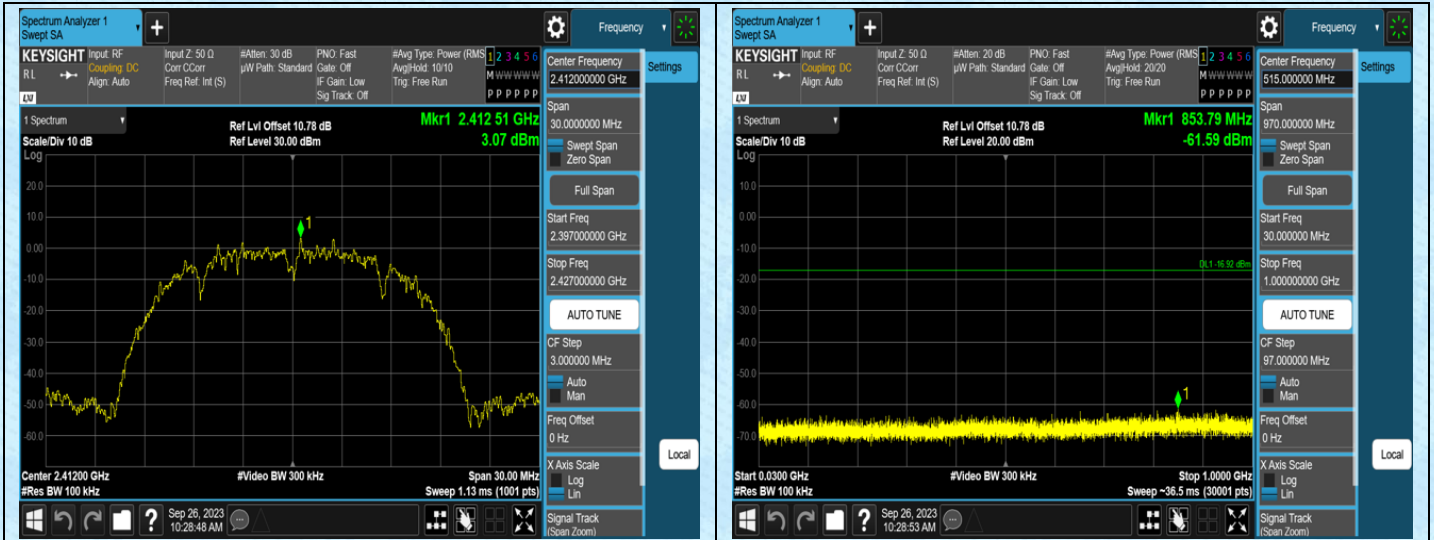 Spectrum Analyzer 1
Swept SA
+
Frequency
KEYSIGHT
RL
LXI
Input: RF
Coupling: DC
Align: Auto
Input Z: 50 Ω
Corr CCorr
Freq Ref: Int (S)
#Atten: 30 dB
µW Path: Standard
PNO: Fast
Gate: Off
IF Gain: Low
Sig Track: Off
#Avg Type: Power (RMS
Avg|Hold: 10/10
Trig: Free Run
1 2 3 4 5 6
M W W W W W
P P P P P P
1 Spectrum
Scale/Div 10 dB
Log
Ref Lvl Offset 10.78 dB
Ref Level 30.00 dBm
Mkr1 2.412 51 GHz
3.07 dBm
20.0
10.0
0.00
-10.0
-20.0
-30.0
-40.0
-50.0
-60.0
1
Center 2.41200 GHz
#Res BW 100 kHz
#Video BW 300 kHz
Span 30.00 MHz
Sweep 1.13 ms (1001 pts)
Center Frequency
2.412000000 GHz
Settings
Span
30.0000000 MHz
Swept Span
Zero Span
Full Span
Start Freq
2.397000000 GHz
Stop Freq
2.427000000 GHz
AUTO TUNE
CF Step
3.000000 MHz
Auto
Man
Freq Offset
0 Hz
X Axis Scale
Log
Lin
Signal Track
(Span Zoom)
Local
?
Sep 26, 2023
10:28:48 AM
Spectrum Analyzer 1
Swept SA
+
Frequency
KEYSIGHT
RL
LXI
Input: RF
Coupling: DC
Align: Auto
Input Z: 50 Ω
Corr CCorr
Freq Ref: Int (S)
#Atten: 20 dB
µW Path: Standard
PNO: Fast
Gate: Off
IF Gain: Low
Sig Track: Off
#Avg Type: Power (RMS
Avg|Hold: 20/20
Trig: Free Run
1 2 3 4 5 6
M W W W W W
P P P P P P
1 Spectrum
Scale/Div 10 dB
Log
Ref Lvl Offset 10.78 dB
Ref Level 20.00 dBm
Mkr1 853.79 MHz
-61.59 dBm
10.0
0.00
-10.0
-20.0
-30.0
-40.0
-50.0
-60.0
-70.0
DL1 -16.92 dBm
1
Start 0.0300 GHz
#Res BW 100 kHz
#Video BW 300 kHz
Stop 1.0000 GHz
Sweep ~36.5 ms (30001 pts)
Center Frequency
515.000000 MHz
Settings
Span
970.000000 MHz
Swept Span
Zero Span
Full Span
Start Freq
30.000000 MHz
Stop Freq
1.000000000 GHz
AUTO TUNE
CF Step
97.000000 MHz
Auto
Man
Freq Offset
0 Hz
X Axis Scale
Log
Lin
Signal Track
(Span Zoom)
Local
?
Sep 26, 2023
10:28:53 AM